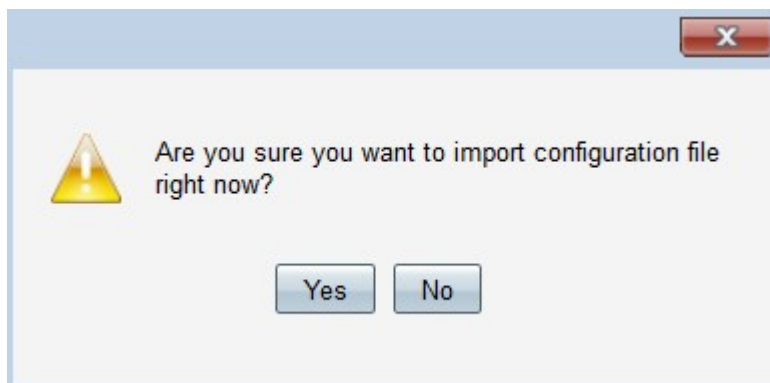 Are you sure you want to import configuration file
right now?
Yes No